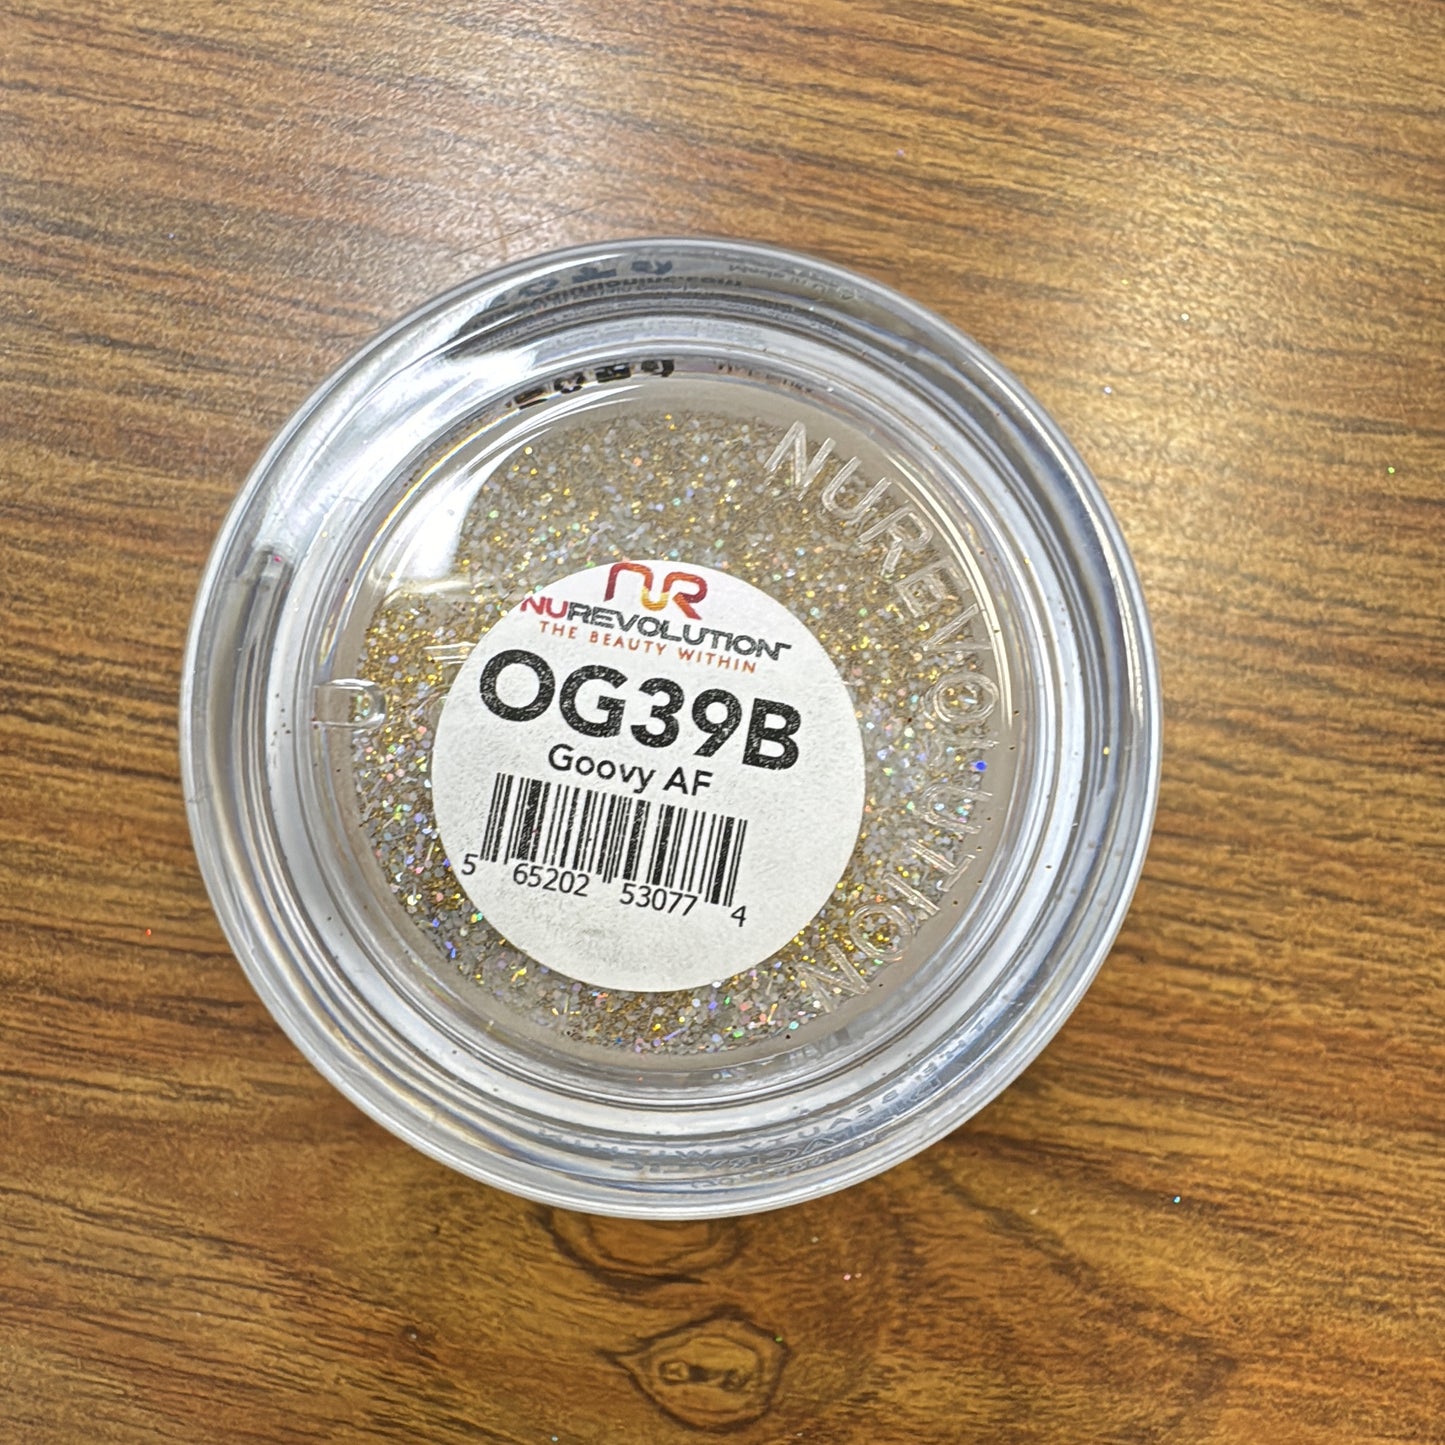 NR
NUREVOLUTION
THE BEAUTY WITHIN
OG39B
Goovy AF
5 65202 53077 4
NUREVOLUTION